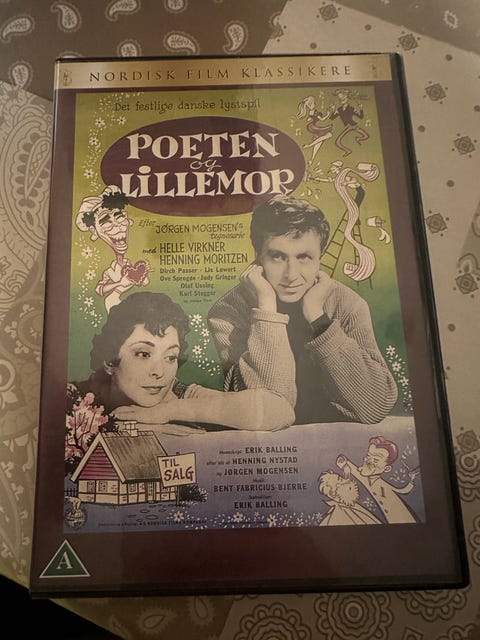 NORDISK FILM KLASSIKERE
Det festlige danske lystspil
POETEN
og
LILLEMOR
Efter
JØRGEN MOGENSEN's
tegneserie
med HELLE VIRKNER
HENNING MORITZEN
Dirch Passer - Lis Løwert
Ove Sprogøe - Judy Gringer
Olaf Ussing
Karl Stegger
TIL
SALG
Manuskript: ERIK BALLING
efter idé af HENNING NYSTAD
og JØRGEN MOGENSEN
Musik:
BENT FABRICIUS-BJERRE
Instruktion:
ERIK BALLING
A